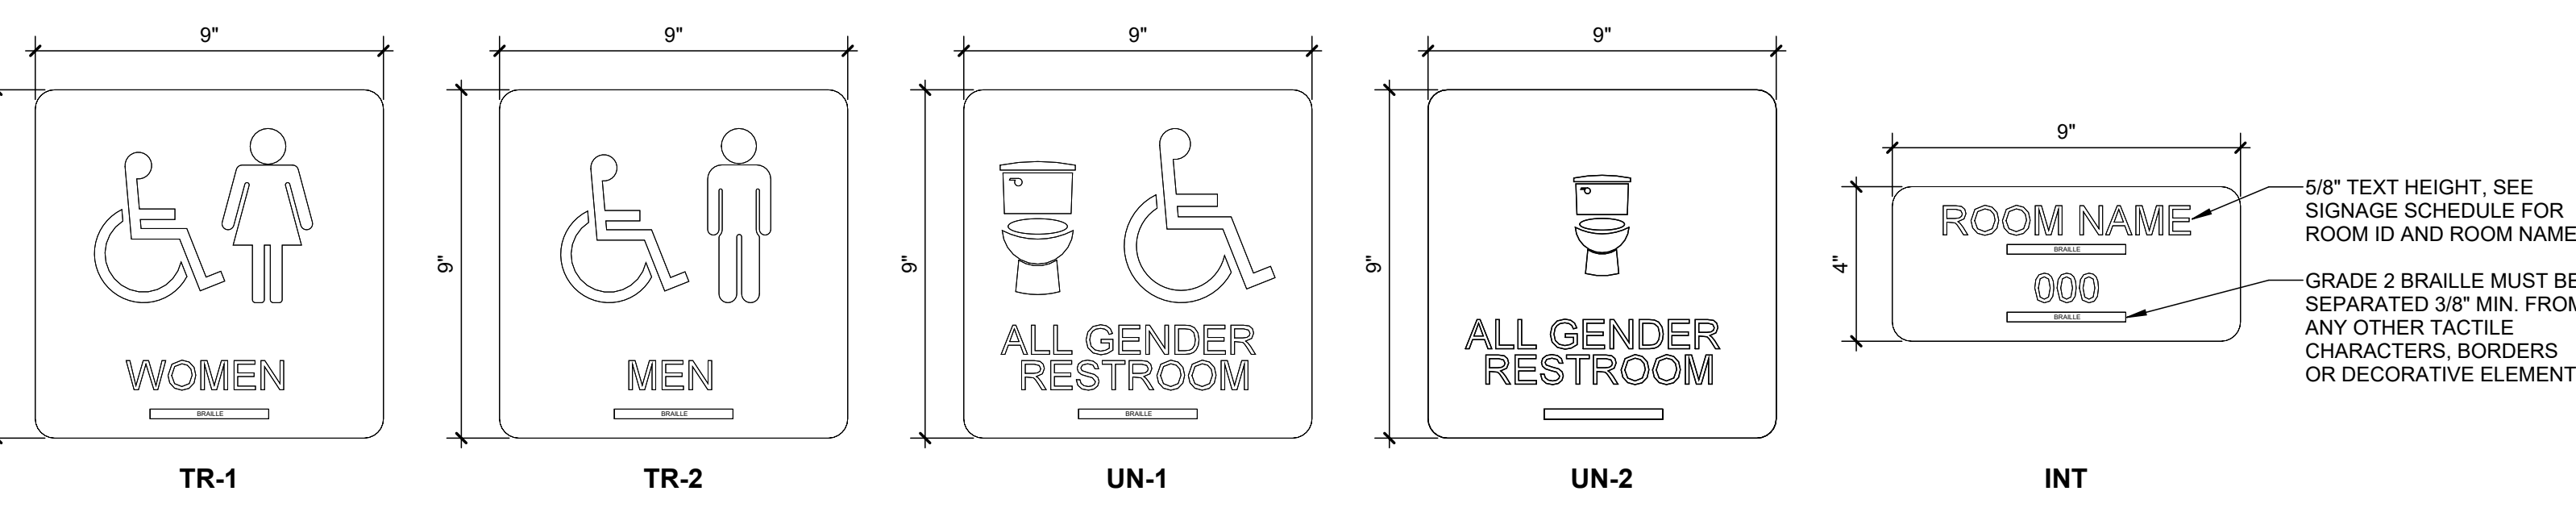 9"
WOMEN
BRAILLE
TR-1
9"
9"
MEN
BRAILLE
TR-2
9"
9"
ALL GENDER
RESTROOM
BRAILLE
UN-1
9"
9"
ALL GENDER
RESTROOM
UN-2
9"
4"
ROOM NAME
BRAILLE
000
BRAILLE
INT
5/8" TEXT HEIGHT, SEE
SIGNAGE SCHEDULE FOR
ROOM ID AND ROOM NAME
GRADE 2 BRAILLE MUST BE
SEPARATED 3/8" MIN. FROM
ANY OTHER TACTILE
CHARACTERS, BORDERS
OR DECORATIVE ELEMENT